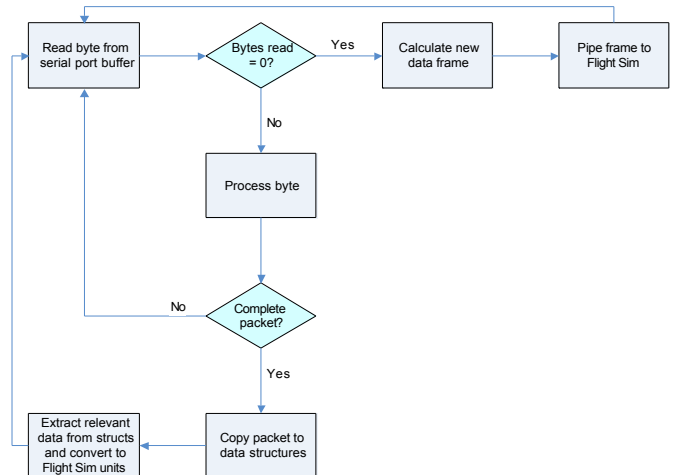 Read byte from
serial port buffer
Bytes read
= 0?
Yes
Calculate new
data frame
Pipe frame to
Flight Sim
No
Process byte
No
Complete
packet?
Yes
Extract relevant
data from structs
and convert to
Flight Sim units
Copy packet to
data structures